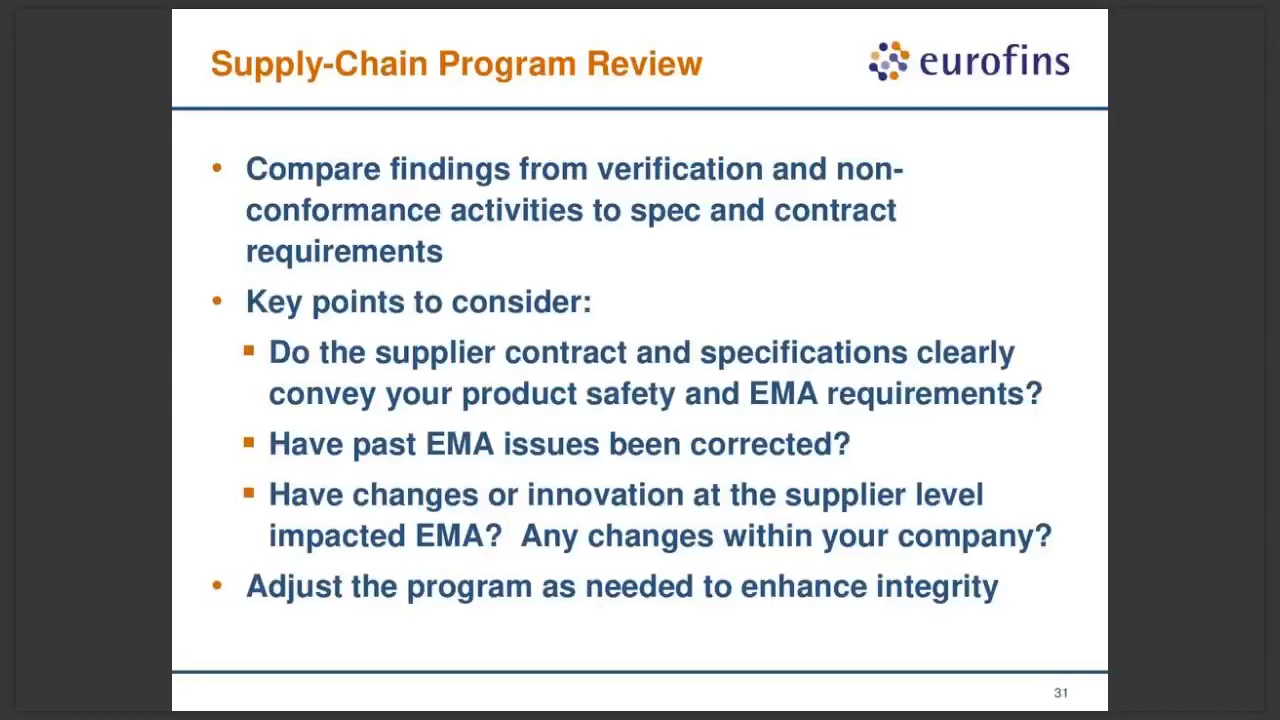 Supply-Chain Program Review
eurofins
• Compare findings from verification and non-
conformance activities to spec and contract
requirements
• Key points to consider:
▪ Do the supplier contract and specifications clearly
convey your product safety and EMA requirements?
▪ Have past EMA issues been corrected?
▪ Have changes or innovation at the supplier level
impacted EMA?  Any changes within your company?
• Adjust the program as needed to enhance integrity
31